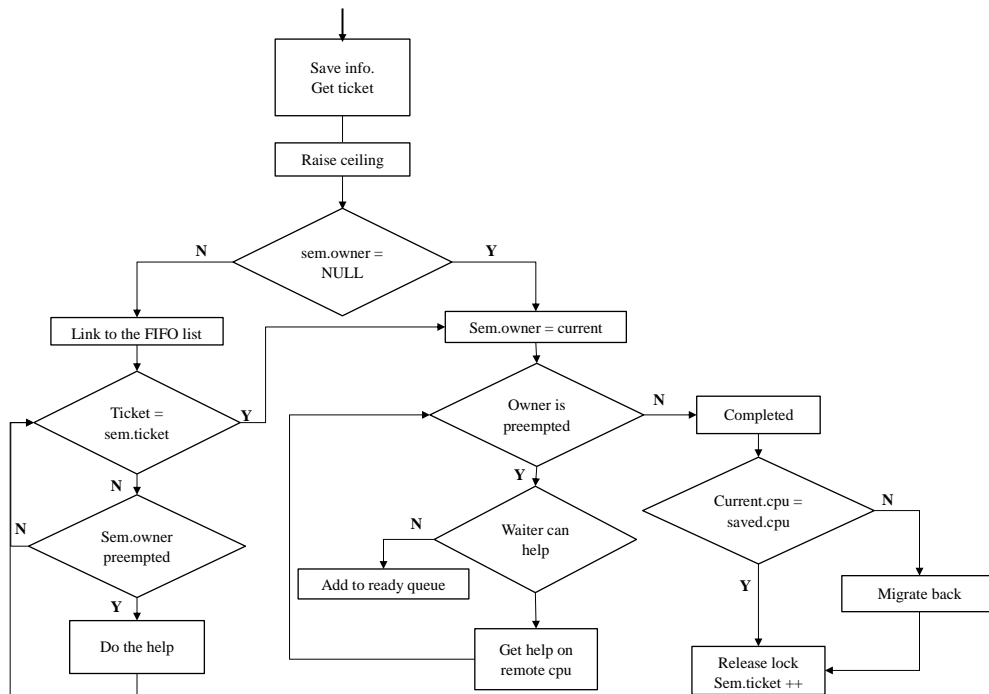 Save info.
Get ticket
Raise ceiling
sem.owner =
NULL
N
Y
Link to the FIFO list
Sem.owner = current
Ticket =
sem.ticket
Y
N
Owner is
preempted
N
Completed
Y
Sem.owner
preempted
N
Y
Waiter can
help
N
Current.cpu =
saved.cpu
N
Y
Add to ready queue
Migrate back
Do the help
Get help on
remote cpu
Release lock
Sem.ticket ++